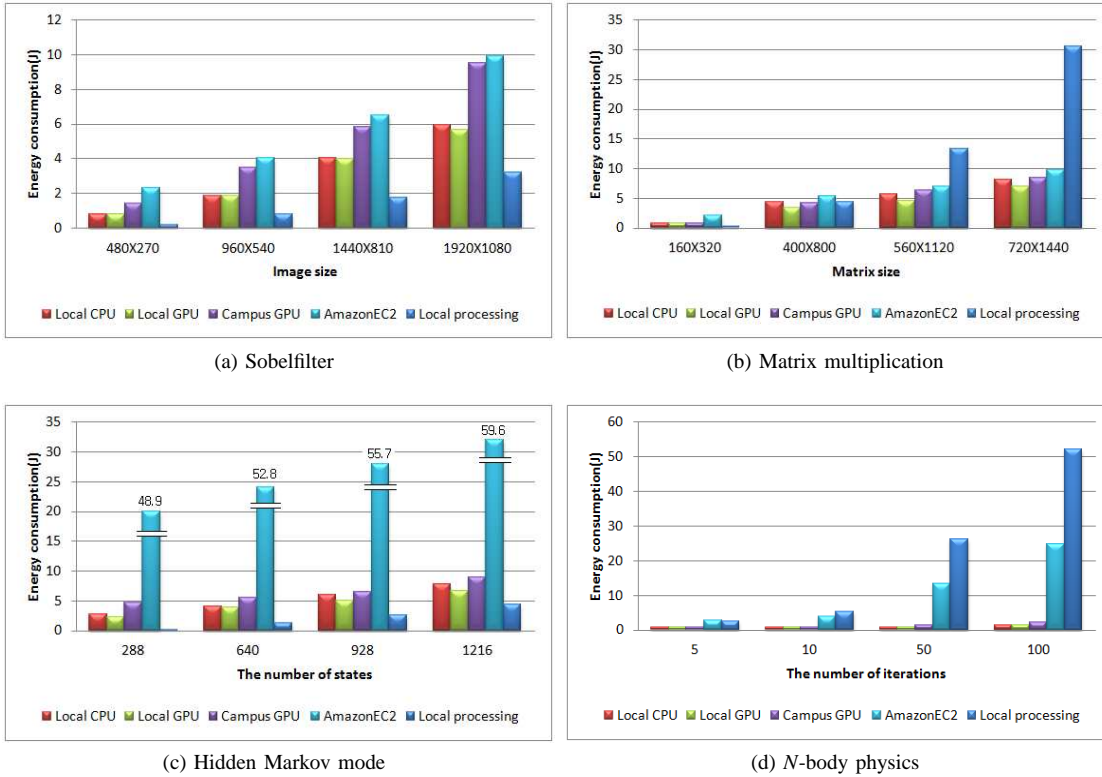 Energy consumption(J)
12
10
8
6
4
2
0
480X270 960X540 1440X810 1920X1080
Image size
Local CPU Local GPU Campus GPU AmazonEC2 Local processing
(a) Sobelfilter
Energy consumption(J)
35
30
25
20
15
10
5
0
160X320 400X800 560X1120 720X1440
Matrix size
Local CPU Local GPU Campus GPU AmazonEC2 Local processing
(b) Matrix multiplication
Energy consumption(J)
35
30
25
20
15
10
5
0
48.9 52.8 55.7 59.6
288 640 928 1216
The number of states
Local CPU Local GPU Campus GPU AmazonEC2 Local processing
(c) Hidden Markov mode
Energy consumption(J)
60
50
40
30
20
10
0
5 10 50 100
The number of iterations
Local CPU Local GPU Campus GPU AmazonEC2 Local processing
(d) N-body physics